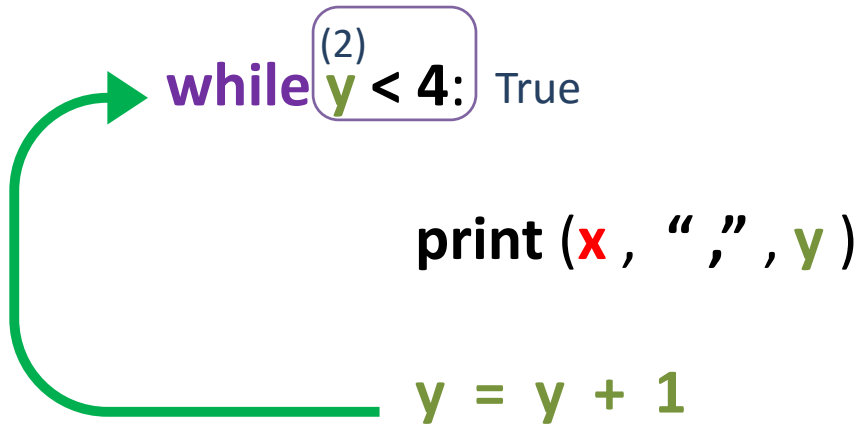 (2)
while y < 4: True
print (x , “ ,” , y )
y = y + 1